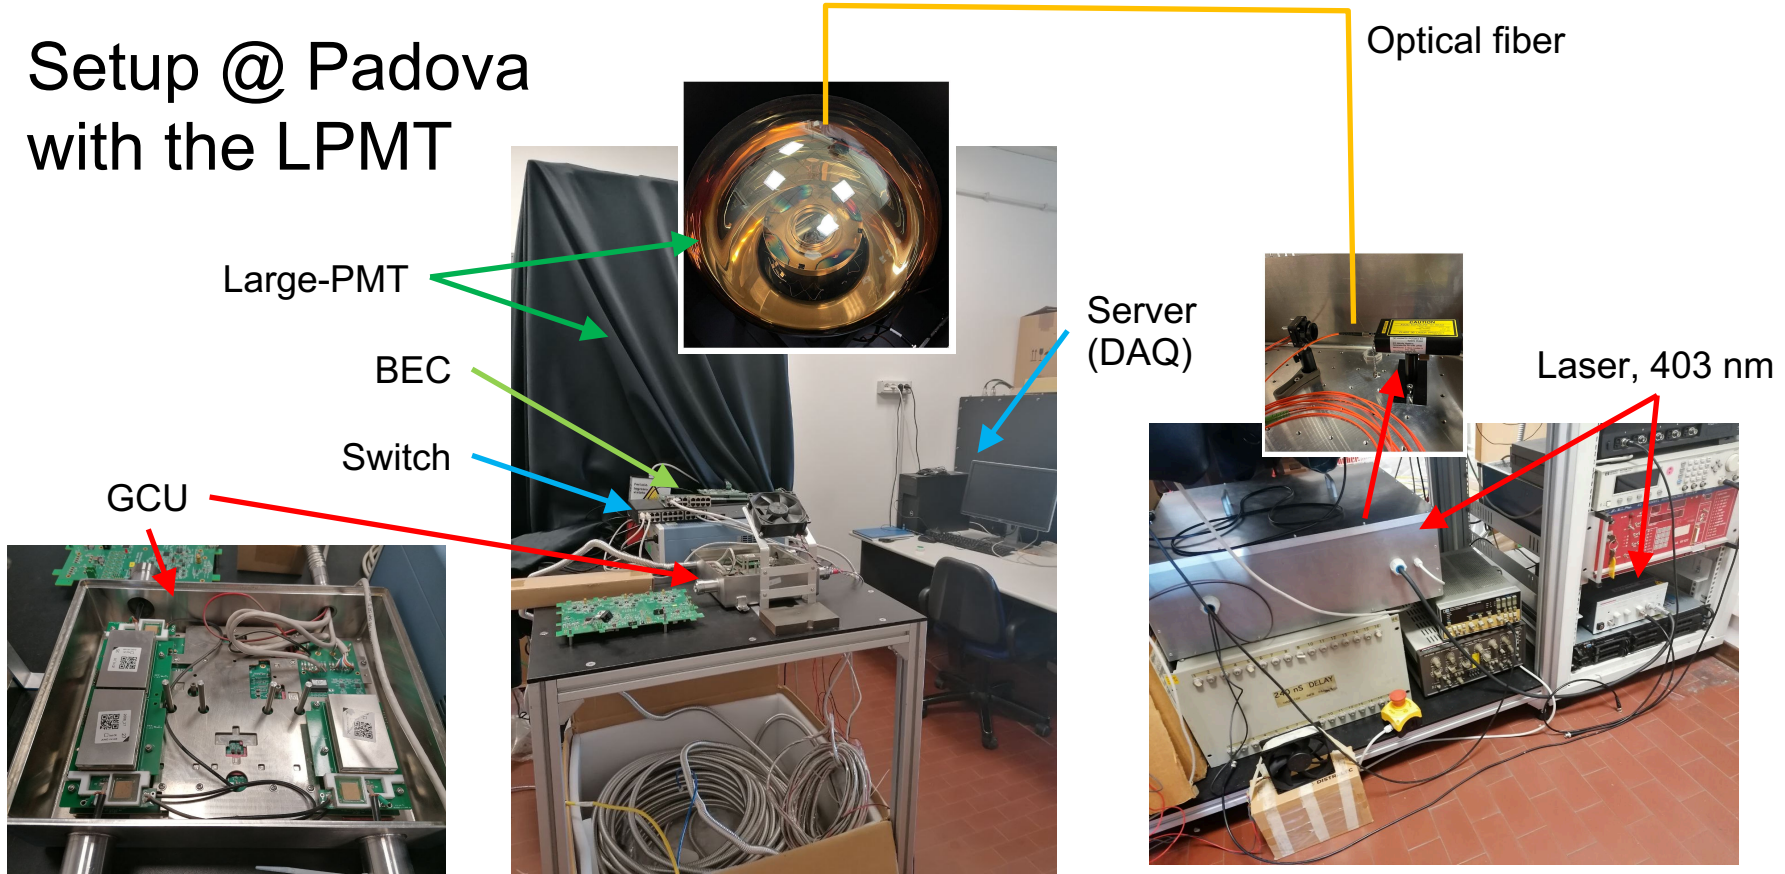 Setup @ Padova
with the LPMT
Optical fiber
Large-PMT
Server
(DAQ)
BEC
Laser, 403 nm
Switch
GCU
CAUTION
240 nS DELAY